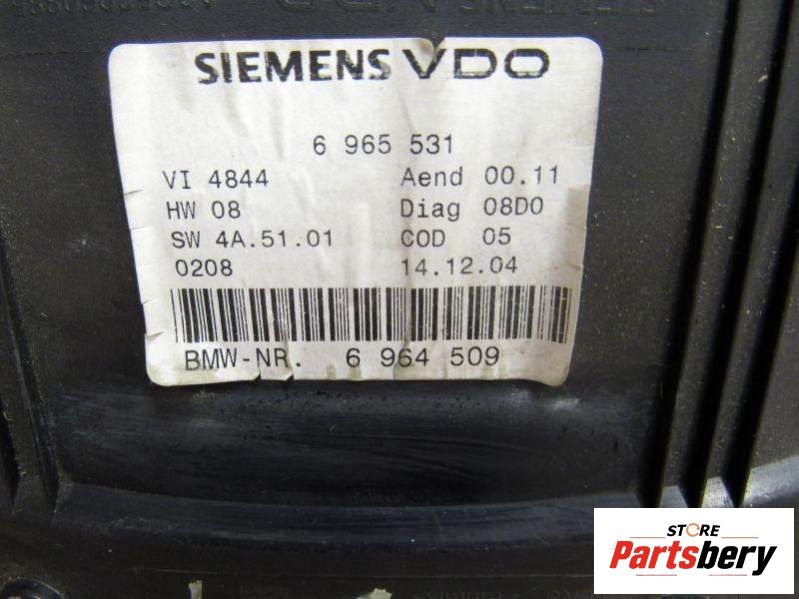 SIEMENS VDO
6 965 531
VI 4844 Aend 00.11
HW 08 Diag 08D0
SW 4A.51.01 COD 05
0208 14.12.04
BMW-NR. 6 964 509
STORE
Partsbery